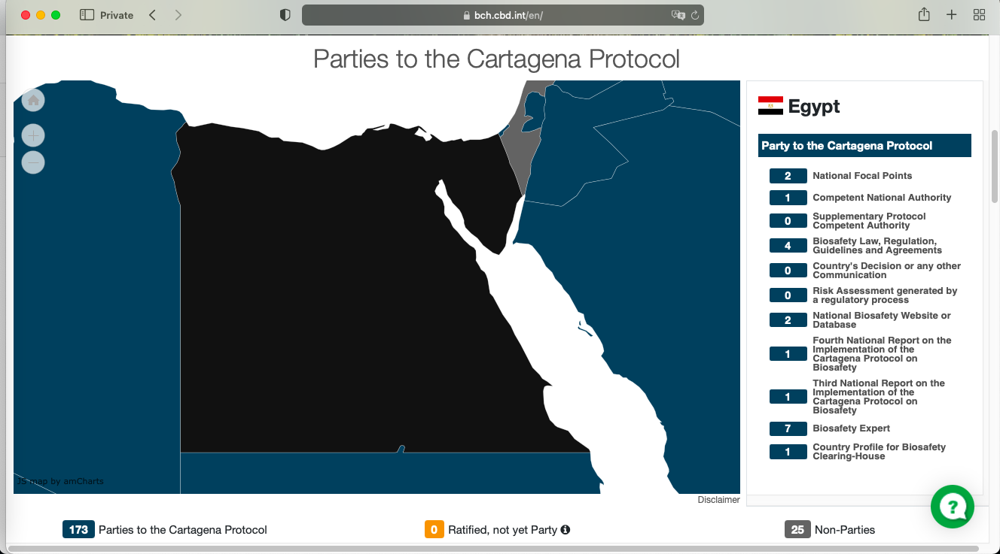 Private
bch.cbd.int/en/
Parties to the Cartagena Protocol
Egypt
Party to the Cartagena Protocol
2 National Focal Points
1 Competent National Authority
0 Supplementary Protocol
Competent Authority
4 Biosafety Law, Regulation,
Guidelines and Agreements
0 Country's Decision or any other
Communication
0 Risk Assessment generated by
a regulatory process
2 National Biosafety Website or
Database
1 Fourth National Report on the
Implementation of the
Cartagena Protocol on
Biosafety
1 Third National Report on the
Implementation of the
Cartagena Protocol on
Biosafety
7 Biosafety Expert
1 Country Profile for Biosafety
Clearing-House
JS map by amCharts
Disclaimer
173 Parties to the Cartagena Protocol
0 Ratified, not yet Party
25 Non-Parties